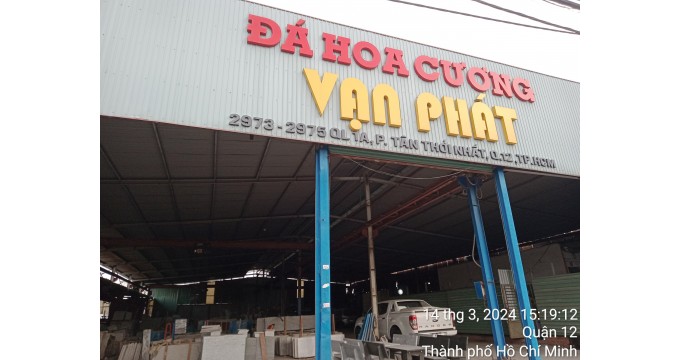 ĐÁ HOA CƯƠNG
VẠN PHÁT
2973 - 2975 QL 1A, P. TÂN THỚI NHẤT, Q.12 ,TP.HCM
14 thg 3, 2024 15:19:12
Quận 12
Thành phố Hồ Chí Minh